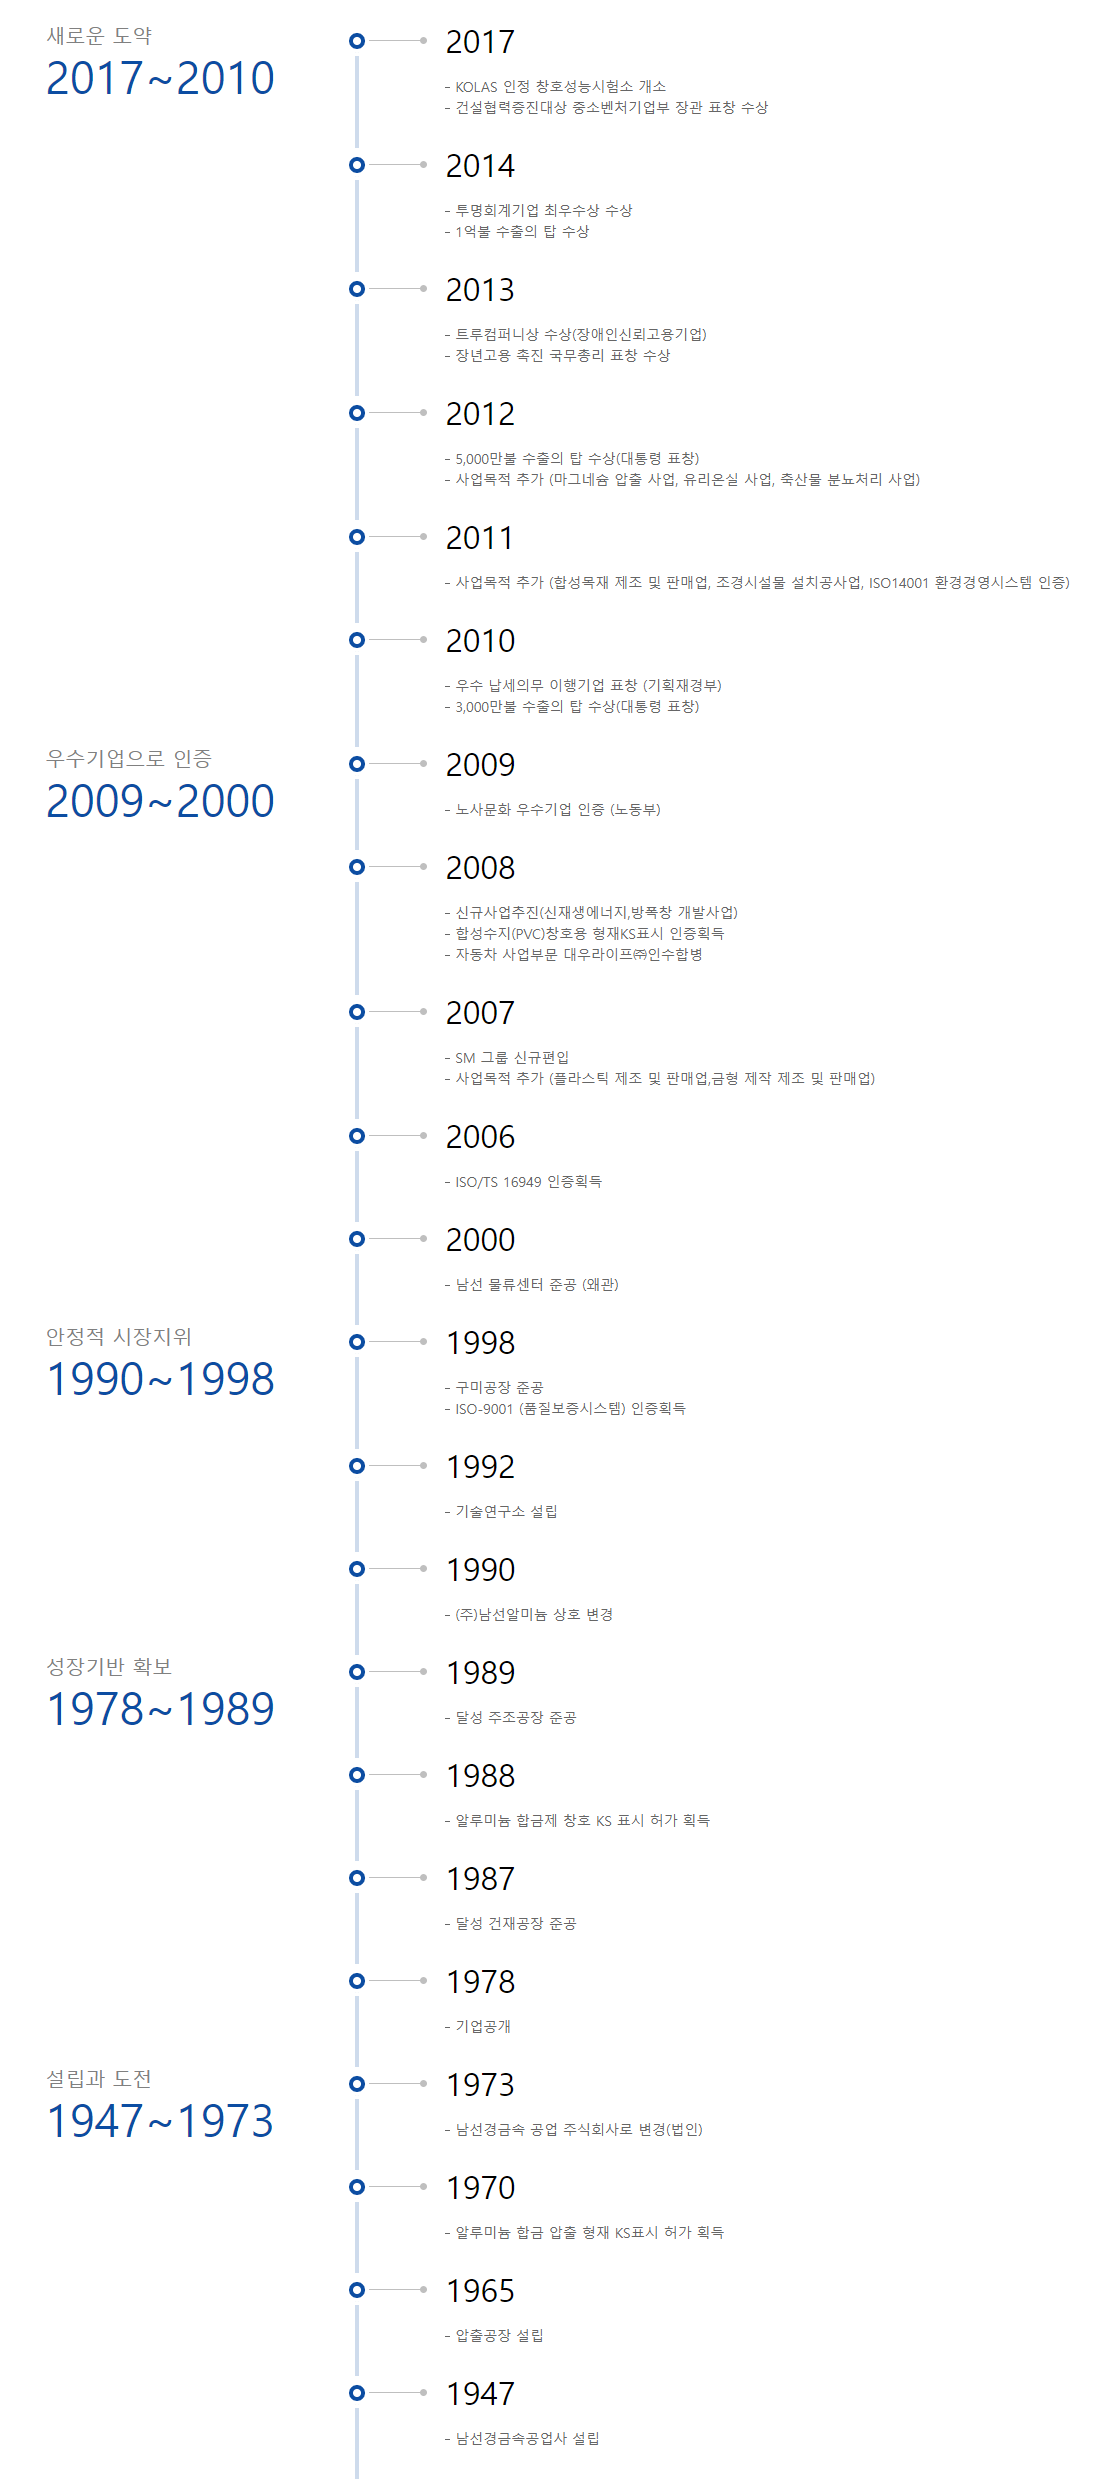 새로운 도약
2017~2010
2017
- KOLAS 인정 창호성능시험소 개소
- 건설협력증진대상 중소벤처기업부 장관 표창 수상
2014
- 투명회계기업 최우수상 수상
- 1억불 수출의 탑 수상
2013
- 트루컴퍼니상 수상(장애인신뢰고용기업)
- 장년고용 촉진 국무총리 표창 수상
2012
- 5,000만불 수출의 탑 수상(대통령 표창)
- 사업목적 추가 (마그네슘 압출 사업, 유리온실 사업, 축산물 분뇨처리 사업)
2011
- 사업목적 추가 (합성목재 제조 및 판매업, 조경시설물 설치공사업, ISO14001 환경경영시스템 인증)
2010
- 우수 납세의무 이행기업 표창 (기획재경부)
- 3,000만불 수출의 탑 수상(대통령 표창)
우수기업으로 인증
2009~2000
2009
- 노사문화 우수기업 인증 (노동부)
2008
- 신규사업추진(신재생에너지,방폭창 개발사업)
- 합성수지(PVC)창호용 형재KS표시 인증획득
- 자동차 사업부문 대우라이프㈜인수합병
2007
- SM 그룹 신규편입
- 사업목적 추가 (플라스틱 제조 및 판매업,금형 제작 제조 및 판매업)
2006
- ISO/TS 16949 인증획득
2000
- 남선 물류센터 준공 (왜관)
안정적 시장지위
1990~1998
1998
- 구미공장 준공
- ISO-9001 (품질보증시스템) 인증획득
1992
- 기술연구소 설립
1990
- (주)남선알미늄 상호 변경
성장기반 확보
1978~1989
1989
- 달성 주조공장 준공
1988
- 알루미늄 합금제 창호 KS 표시 허가 획득
1987
- 달성 건재공장 준공
1978
- 기업공개
설립과 도전
1947~1973
1973
- 남선경금속 공업 주식회사로 변경(법인)
1970
- 알루미늄 합금 압출 형재 KS표시 허가 획득
1965
- 압출공장 설립
1947
- 남선경금속공업사 설립